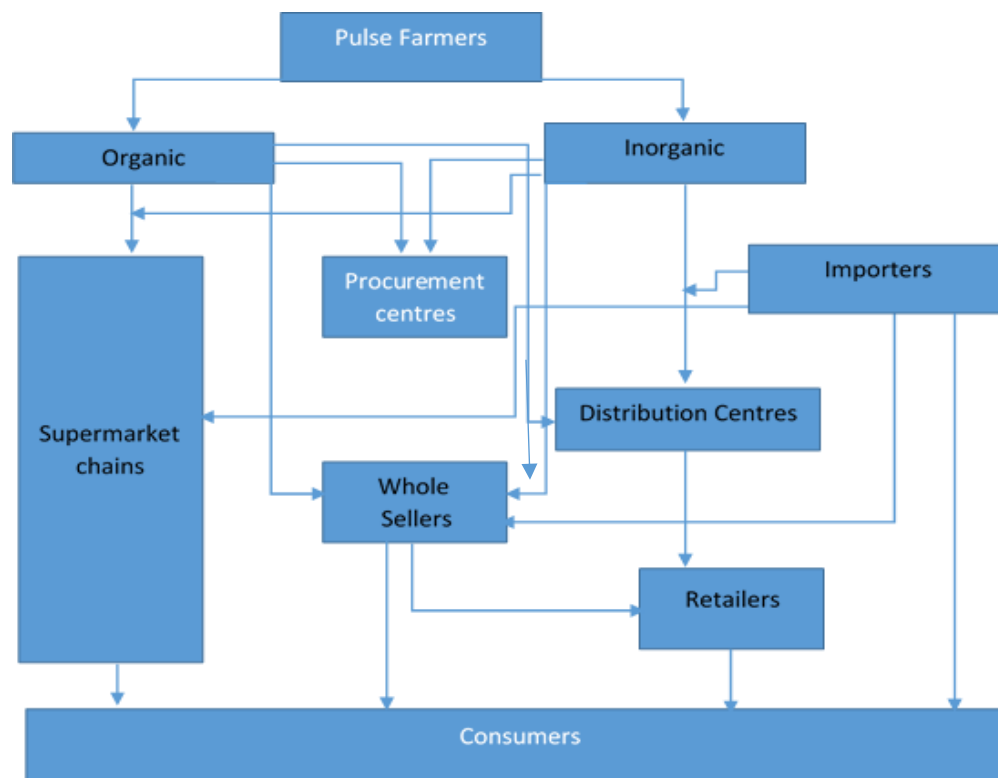 Pulse Farmers
Organic
Inorganic
Procurement
centres
Importers
Supermarket
chains
Distribution Centres
Whole
Sellers
Retailers
Consumers